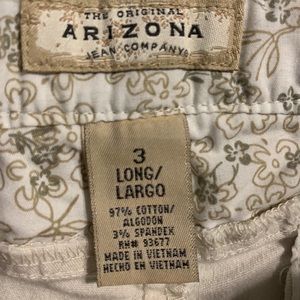 THE ORIGINAL
ARIZONA
JEAN COMPANY
3
LONG/
LARGO
97% COTTON/
ALGODON
3% SPANDEX
RN# 93677
MADE IN VIETNAM
HECHO EN VIETNAM